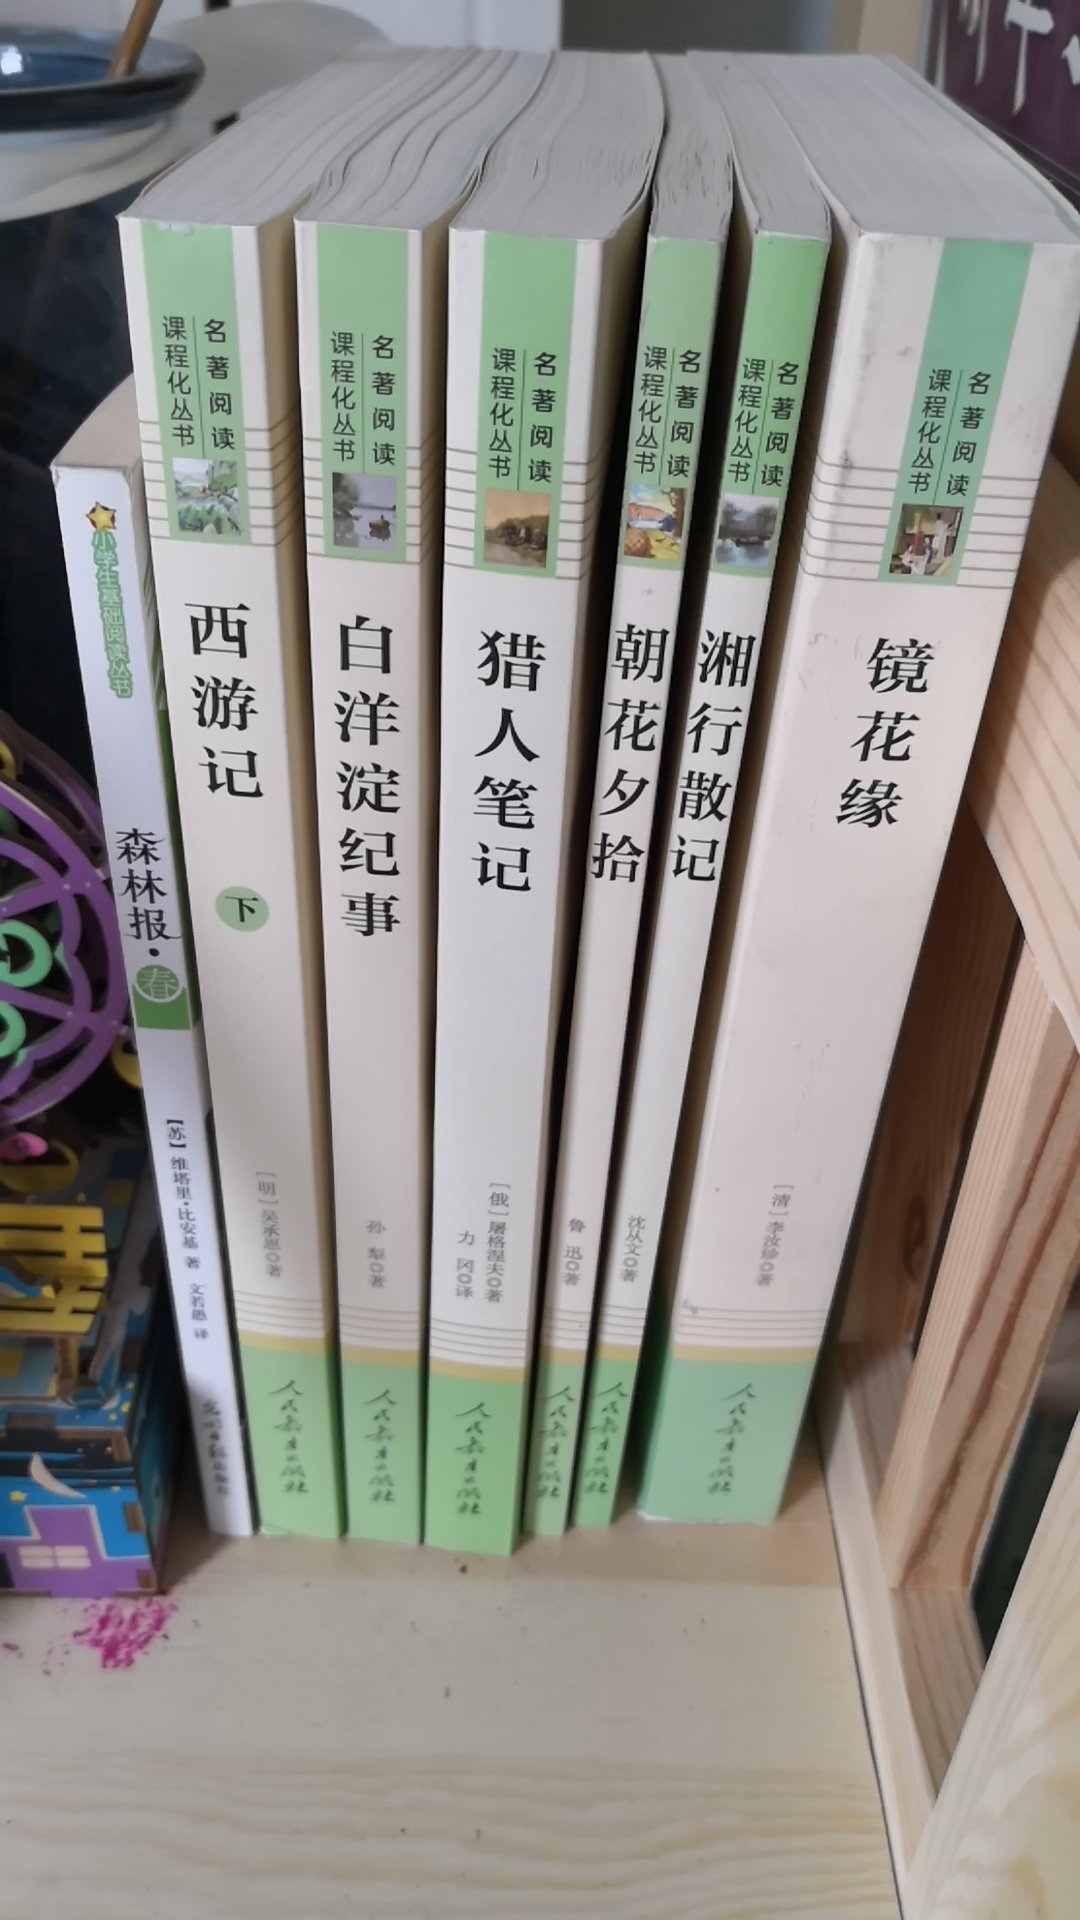 小学生基础阅读丛书
森林报·春
[苏]维塔里·比安基 著 文若愚 译
光明日报出版社
名著阅读
课程化丛书
西游记
下
[明]吴承恩◎著
人民教育出版社
名著阅读
课程化丛书
白洋淀纪事
孙犁◎著
人民教育出版社
名著阅读
课程化丛书
猎人笔记
[俄]屠格涅夫◎著
力冈◎译
人民教育出版社
名著阅读
课程化丛书
朝花夕拾
鲁迅◎著
人民教育出版社
名著阅读
课程化丛书
湘行散记
沈从文◎著
人民教育出版社
名著阅读
课程化丛书
镜花缘
[清]李汝珍◎著
人民教育出版社